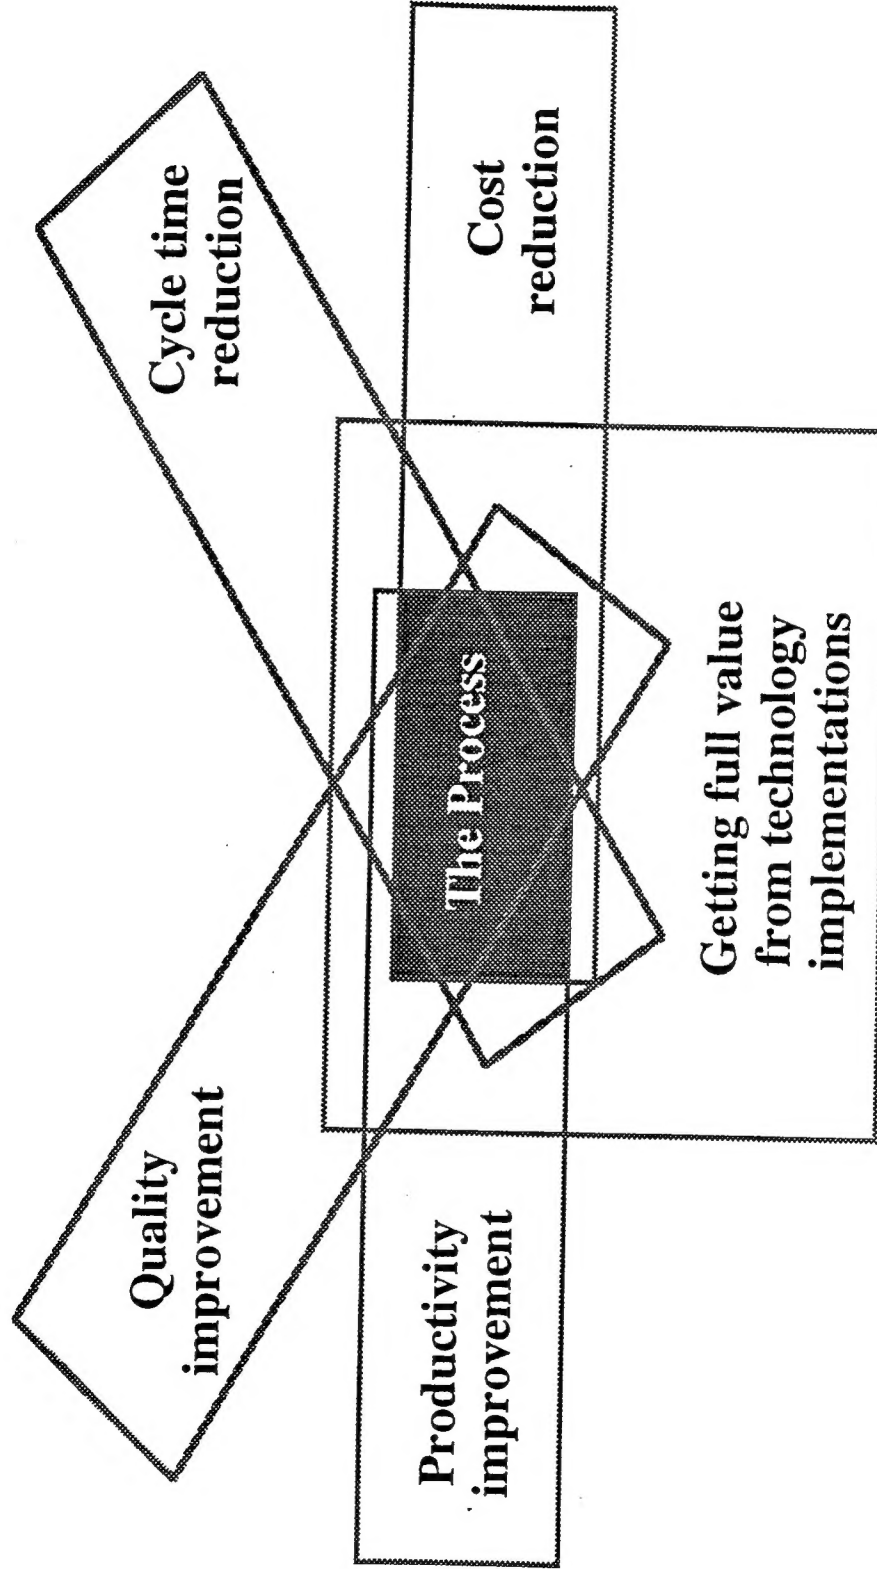 Quality
improvement
Cycle time
reduction
Productivity
improvement
The Process
Cost
reduction
Getting full value
from technology
implementations